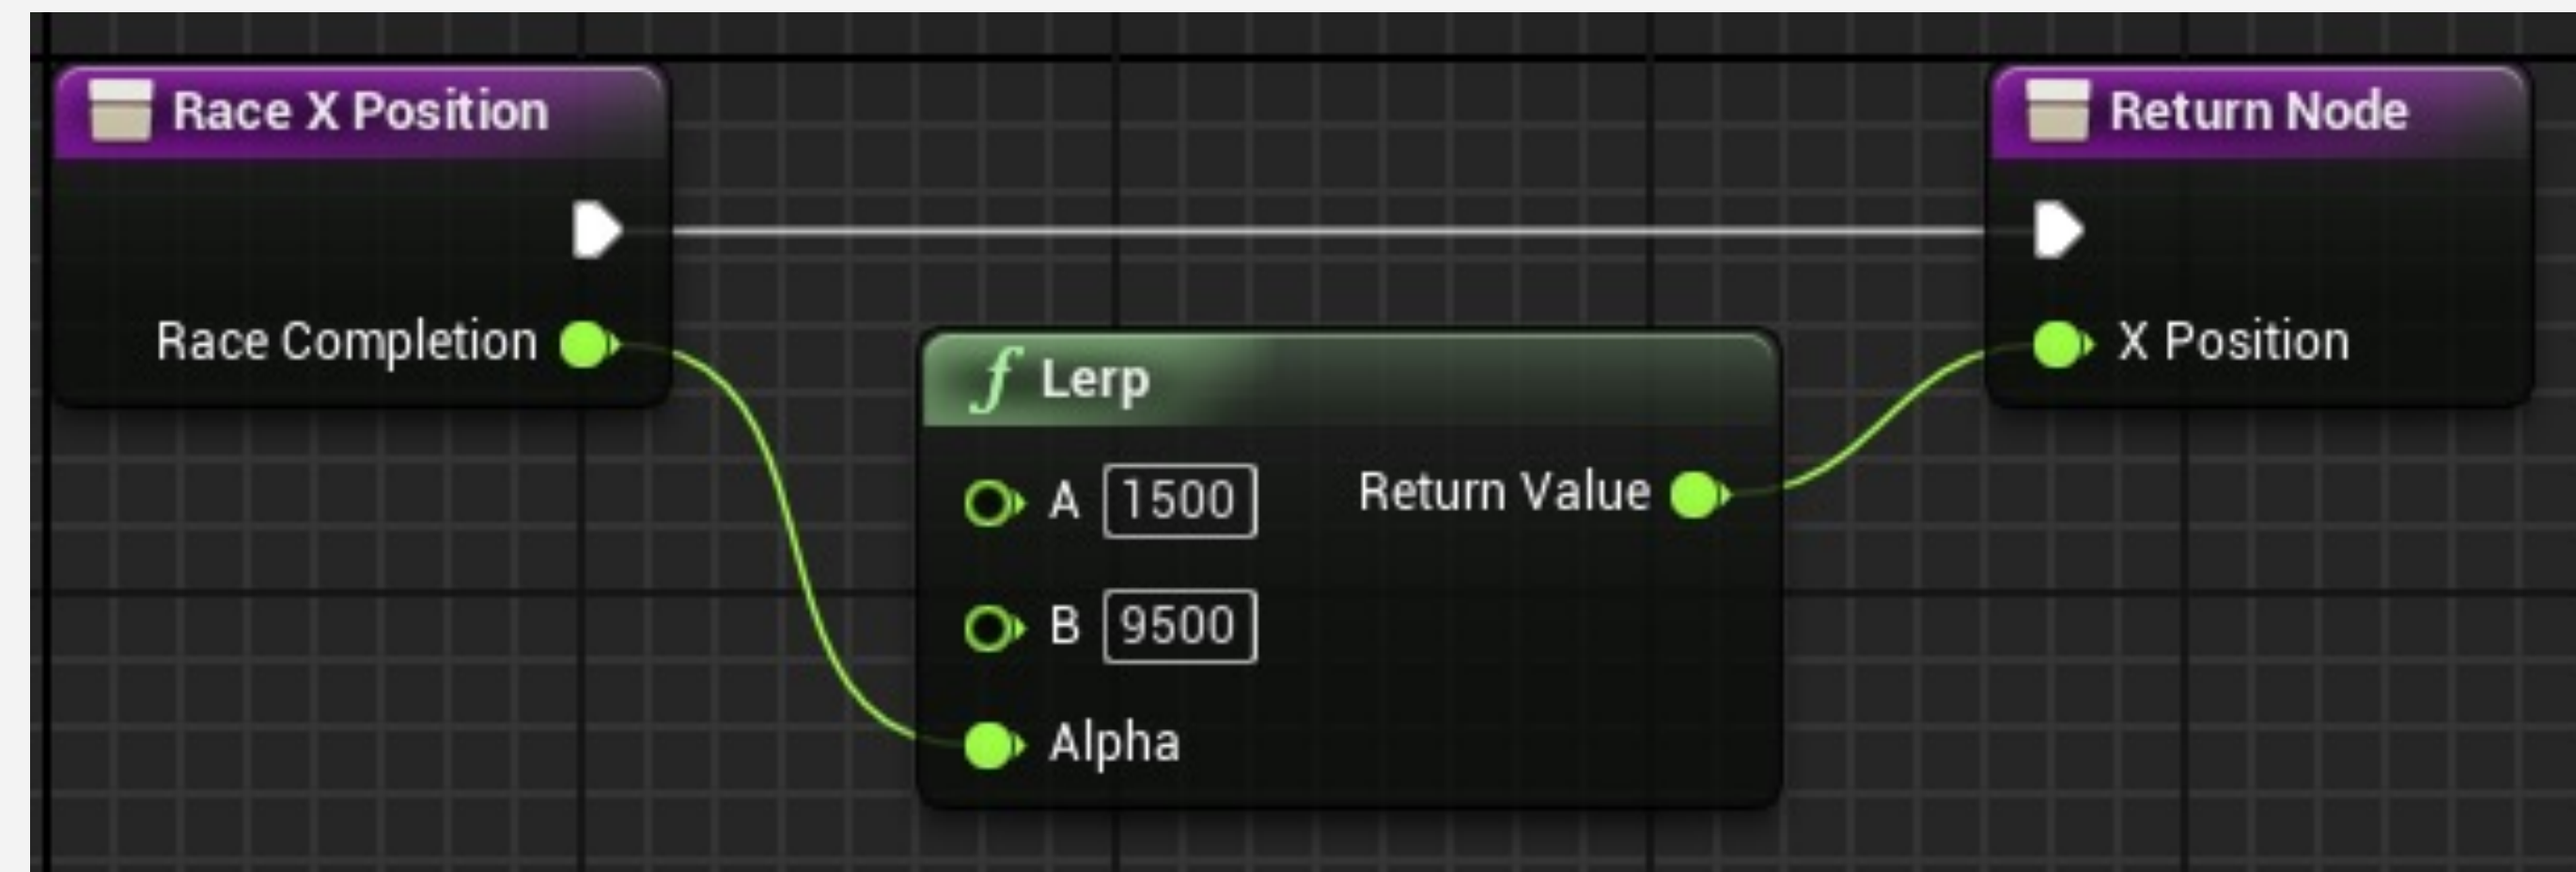 Race X Position
Race Completion
f Lerp
A 1500
B 9500
Alpha
Return Value
Return Node
X Position